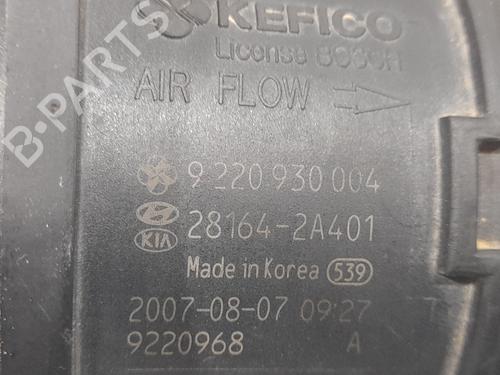 KEFICO
License BOSCH
AIR FLOW
9 220 930 004
28164-2A401
KIA
Made in Korea 539
2007-08-07 09:27
9220968 A